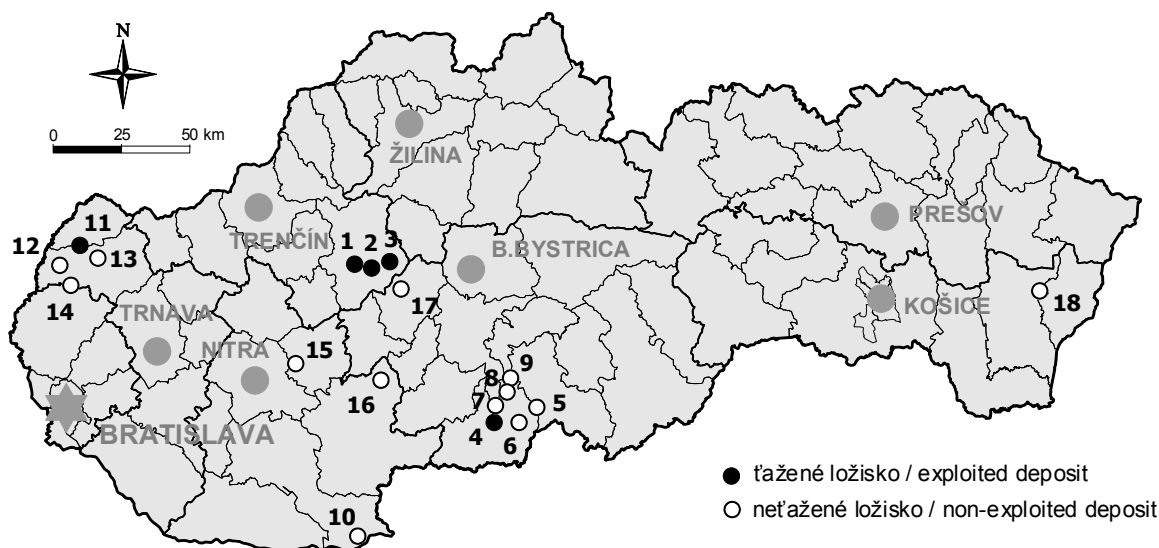 N
0 25 50 km
ŽILINA
TRENČÍN
PREŠOV
B.BYSTRICA
11
12
13
1 2 3
14
17
18
TRNAVA
KOŠICE
NITRA
15
16
9
8
7
5
4
6
BRATISLAVA
10
ťažené ložisko / exploited deposit
neťažené ložisko / non-exploited deposit